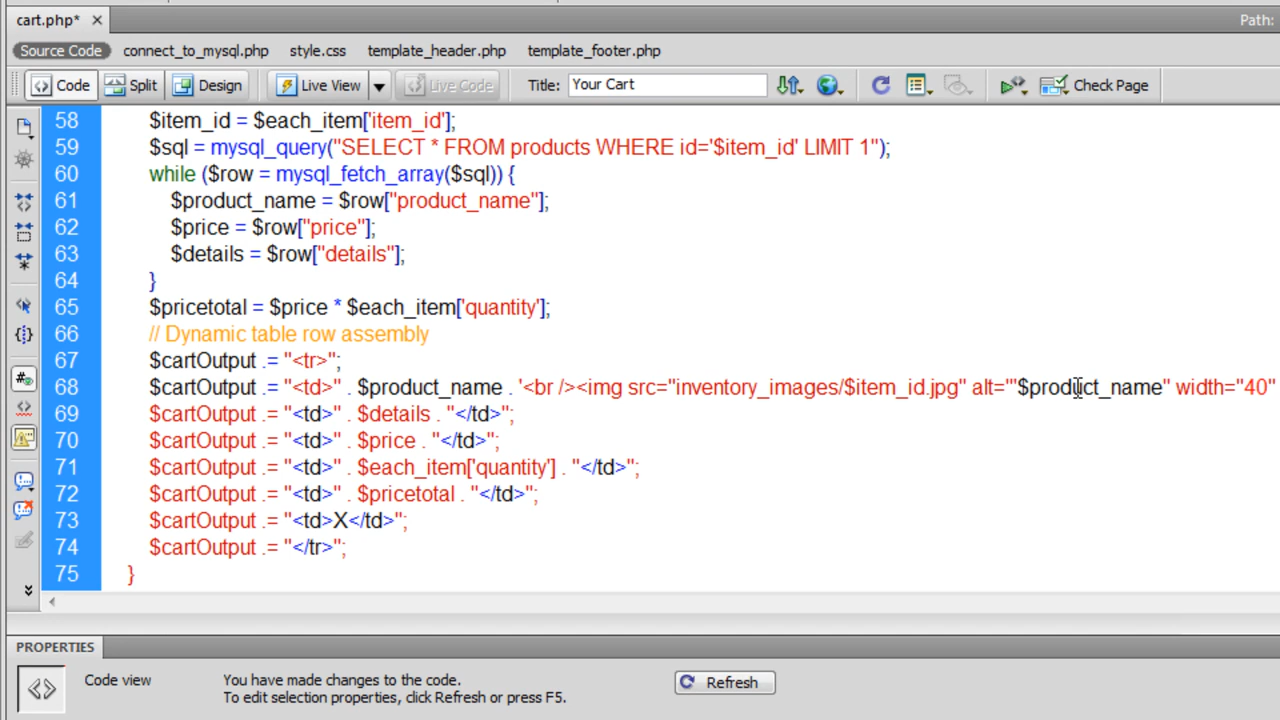 cart.php* ×
Path:
Source Code connect_to_mysql.php style.css template_header.php template_footer.php
Code Split Design Live View Live Code Title: Your Cart Check Page
58 $item_id = $each_item['item_id'];
59 $sql = mysql_query("SELECT * FROM products WHERE id='$item_id' LIMIT 1");
60 while ($row = mysql_fetch_array($sql)) {
61 $product_name = $row["product_name"];
62 $price = $row["price"];
63 $details = $row["details"];
64 }
65 $pricetotal = $price * $each_item['quantity'];
66 // Dynamic table row assembly
67 $cartOutput .= "<tr>";
68 $cartOutput .= "<td>" . $product_name . '<br /><img src="inventory_images/$item_id.jpg" alt="'$product_name" width="40"
69 $cartOutput .= "<td>" . $details . "</td>";
70 $cartOutput .= "<td>" . $price . "</td>";
71 $cartOutput .= "<td>" . $each_item['quantity'] . "</td>";
72 $cartOutput .= "<td>" . $pricetotal . "</td>";
73 $cartOutput .= "<td>X</td>";
74 $cartOutput .= "</tr>";
75 }
PROPERTIES
Code view You have made changes to the code. Refresh
To edit selection properties, click Refresh or press F5.